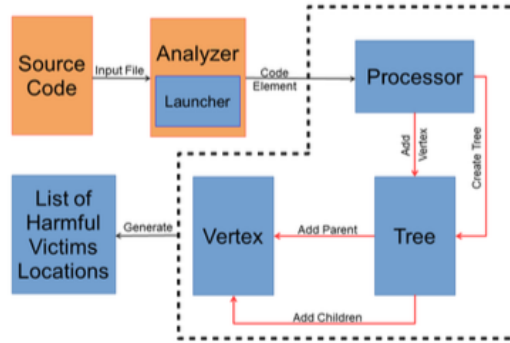 Source
Code
Input File
Analyzer
Launcher
Code
Element
Processor
Add
Vertex
Create Tree
List of
Harmful
Victims
Locations
Generate
Vertex
Add Parent
Tree
Add Children